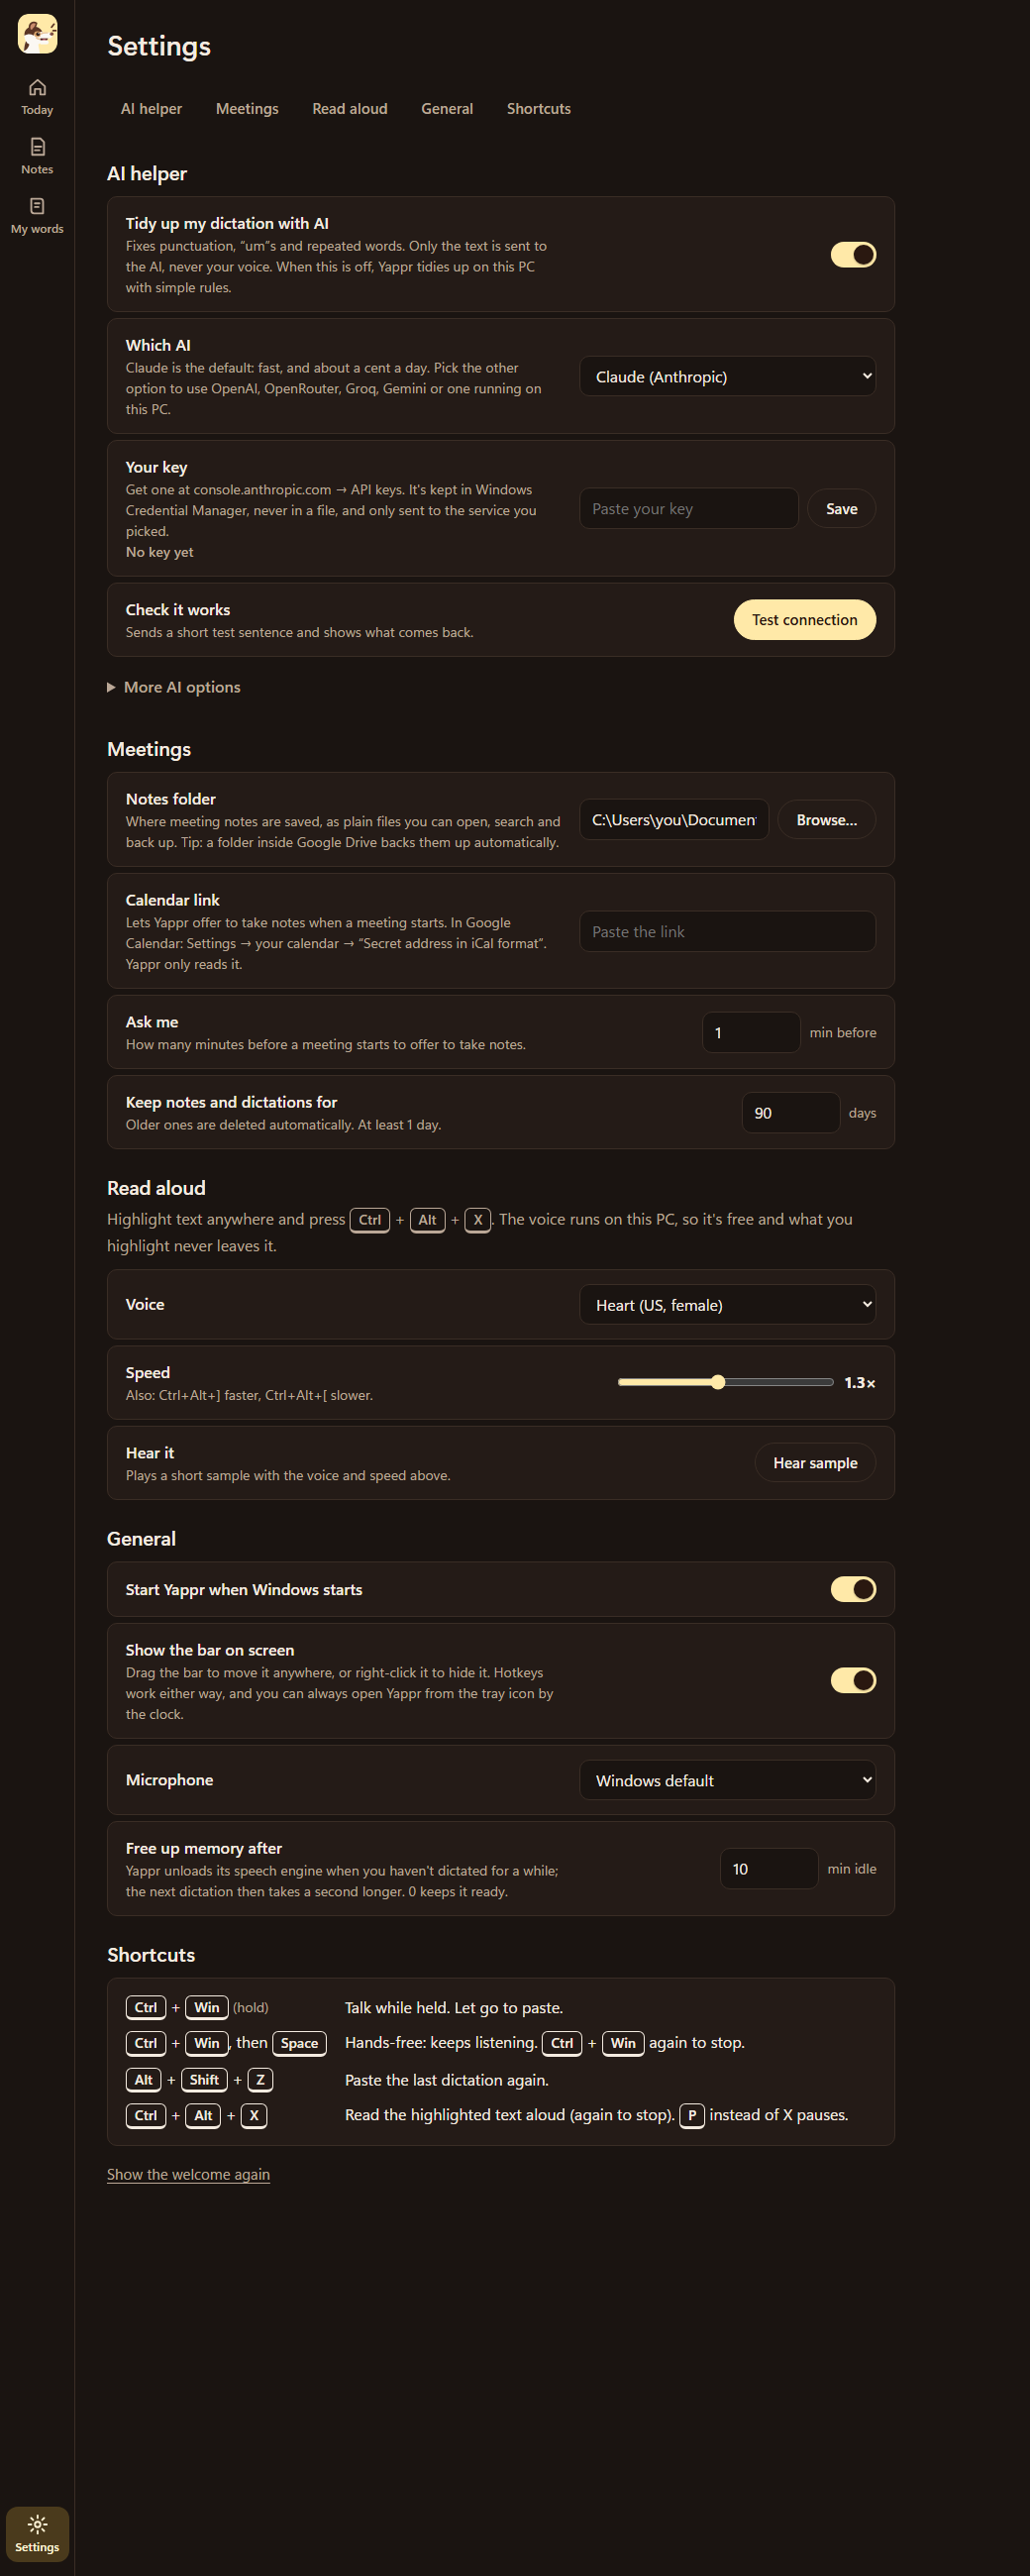 Settings
Today
Notes
My words
AI helper
Meetings
Read aloud
General
Shortcuts
AI helper
Tidy up my dictation with AI
Fixes punctuation, “um”s and repeated words. Only the text is sent to
the AI, never your voice. When this is off, Yappr tidies up on this PC
with simple rules.
Which AI
Claude is the default: fast, and about a cent a day. Pick the other
option to use OpenAI, OpenRouter, Groq, Gemini or one running on
this PC.
Claude (Anthropic)
Your key
Get one at console.anthropic.com → API keys. It's kept in Windows
Credential Manager, never in a file, and only sent to the service you
picked.
No key yet
Paste your key
Save
Check it works
Sends a short test sentence and shows what comes back.
Test connection
More AI options
Meetings
Notes folder
Where meeting notes are saved, as plain files you can open, search and
back up. Tip: a folder inside Google Drive backs them up automatically.
C:\Users\you\Documen
Browse...
Calendar link
Lets Yappr offer to take notes when a meeting starts. In Google
Calendar: Settings → your calendar → “Secret address in iCal format”.
Yappr only reads it.
Paste the link
Ask me
How many minutes before a meeting starts to offer to take notes.
1 min before
Keep notes and dictations for
Older ones are deleted automatically. At least 1 day.
90 days
Read aloud
Highlight text anywhere and press Ctrl + Alt + X. The voice runs on this PC, so it's free and what you
highlight never leaves it.
Voice
Heart (US, female)
Speed
Also: Ctrl+Alt+] faster, Ctrl+Alt+[ slower.
1.3×
Hear it
Plays a short sample with the voice and speed above.
Hear sample
General
Start Yappr when Windows starts
Show the bar on screen
Drag the bar to move it anywhere, or right-click it to hide it. Hotkeys
work either way, and you can always open Yappr from the tray icon by
the clock.
Microphone
Windows default
Free up memory after
Yappr unloads its speech engine when you haven't dictated for a while;
the next dictation then takes a second longer. 0 keeps it ready.
10 min idle
Shortcuts
Ctrl + Win (hold) Talk while held. Let go to paste.
Ctrl + Win, then Space Hands-free: keeps listening. Ctrl + Win again to stop.
Alt + Shift + Z Paste the last dictation again.
Ctrl + Alt + X Read the highlighted text aloud (again to stop). P instead of X pauses.
Show the welcome again
Settings